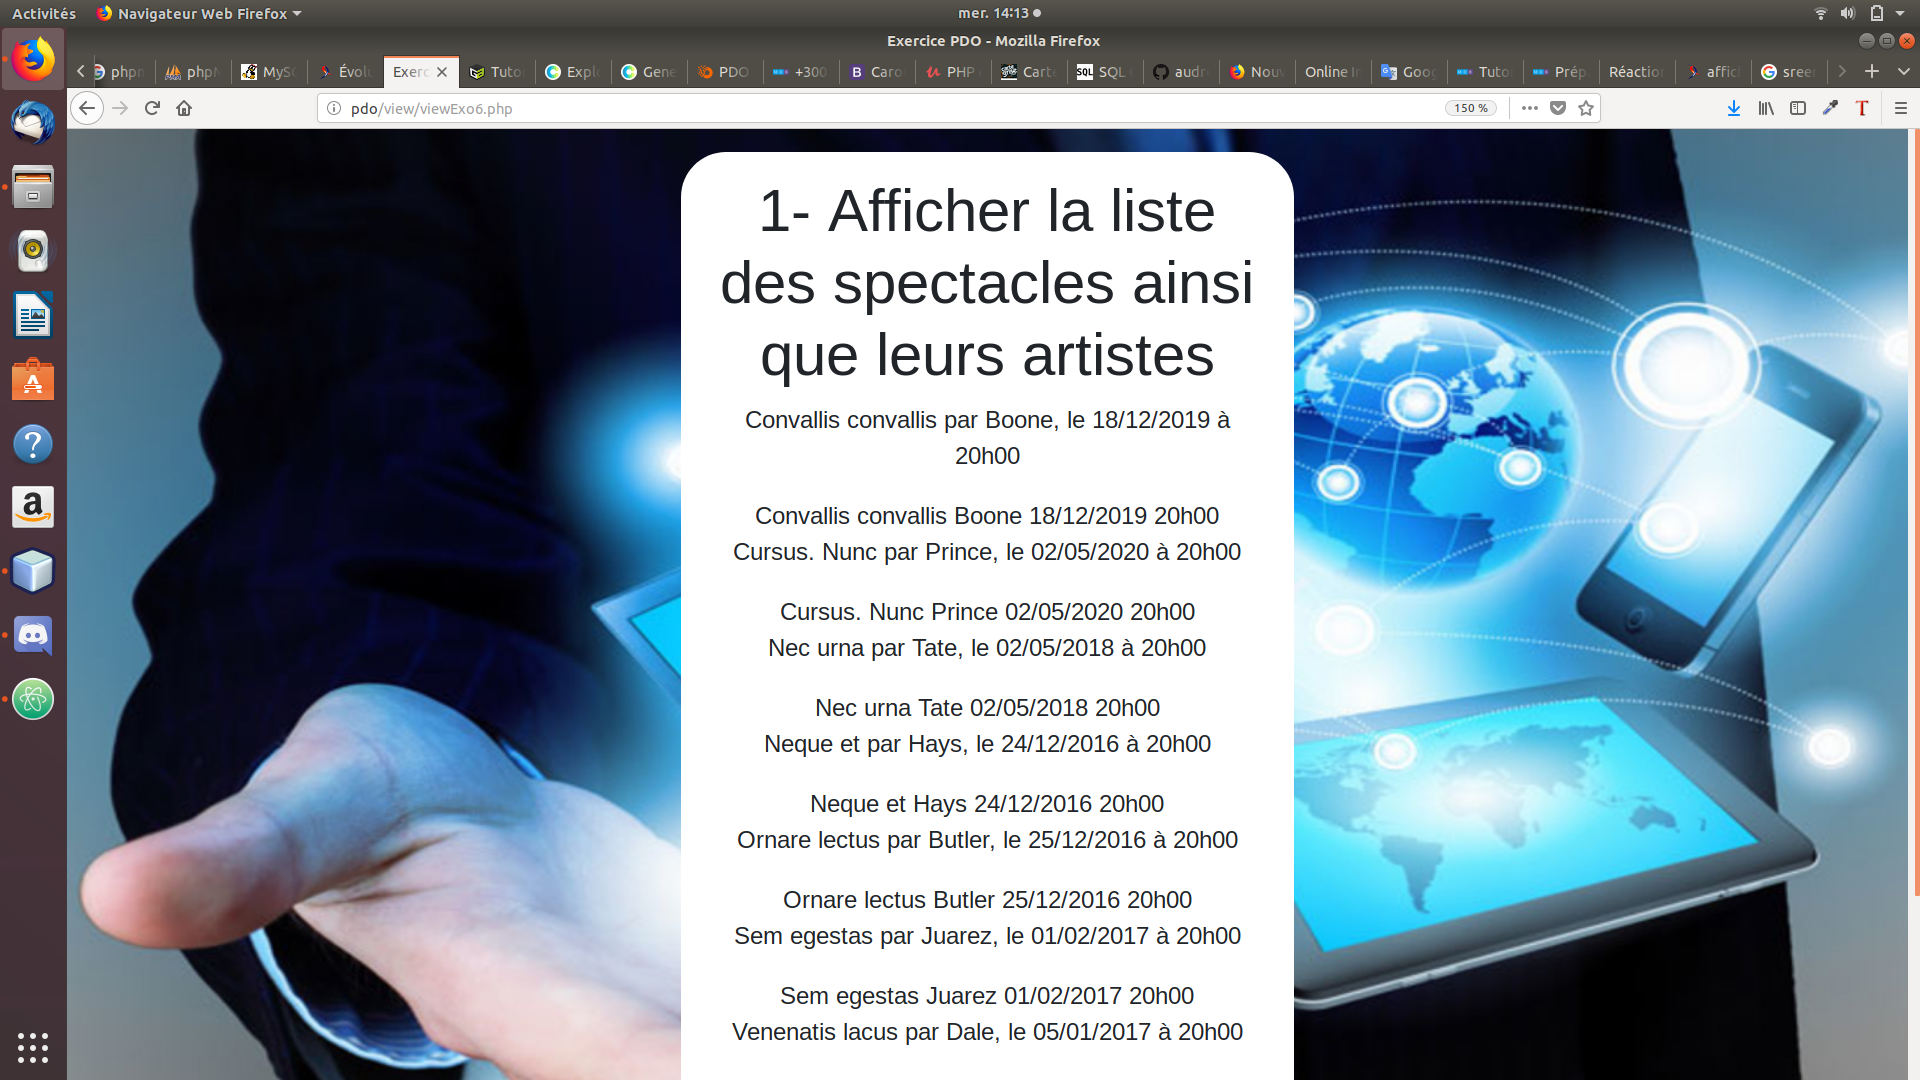 Activités Navigateur Web Firefox mer. 14:13
Exercice PDO - Mozilla Firefox
phpm phpM MySQ Évolu Exerc Tuto Explo Gene PDO +300 Caro PHP Carte SQL audr Nouv Online In Goog Tutor Prépa Réaction affich sreen
pdo/view/viewExo6.php 150 %
1- Afficher la liste
des spectacles ainsi
que leurs artistes
Convallis convallis par Boone, le 18/12/2019 à
20h00
Convallis convallis Boone 18/12/2019 20h00
Cursus. Nunc par Prince, le 02/05/2020 à 20h00
Cursus. Nunc Prince 02/05/2020 20h00
Nec urna par Tate, le 02/05/2018 à 20h00
Nec urna Tate 02/05/2018 20h00
Neque et par Hays, le 24/12/2016 à 20h00
Neque et Hays 24/12/2016 20h00
Ornare lectus par Butler, le 25/12/2016 à 20h00
Ornare lectus Butler 25/12/2016 20h00
Sem egestas par Juarez, le 01/02/2017 à 20h00
Sem egestas Juarez 01/02/2017 20h00
Venenatis lacus par Dale, le 05/01/2017 à 20h00